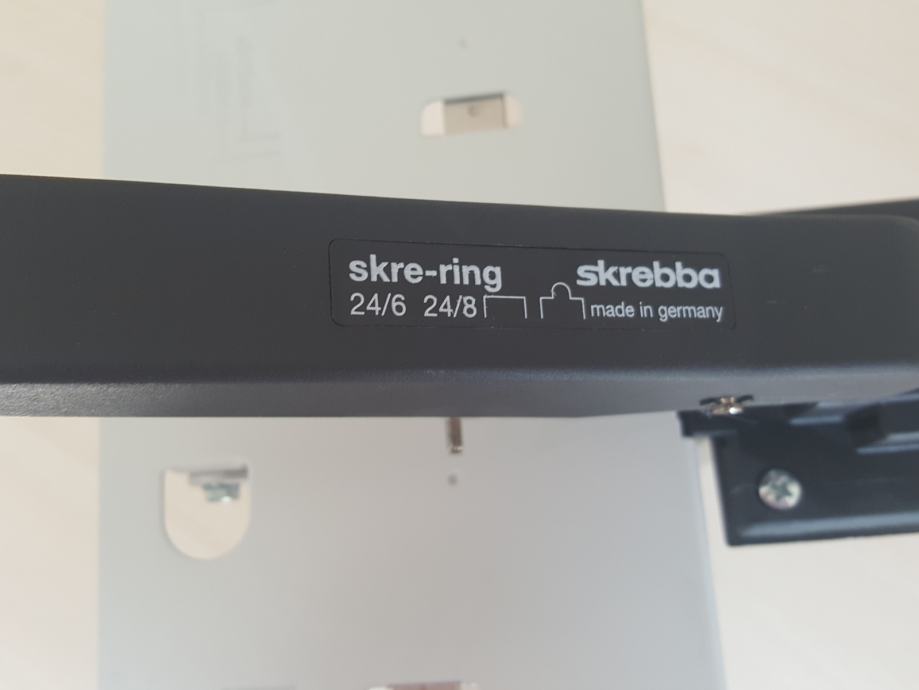 skre-ring skrebba
24/6 24/8 made in germany